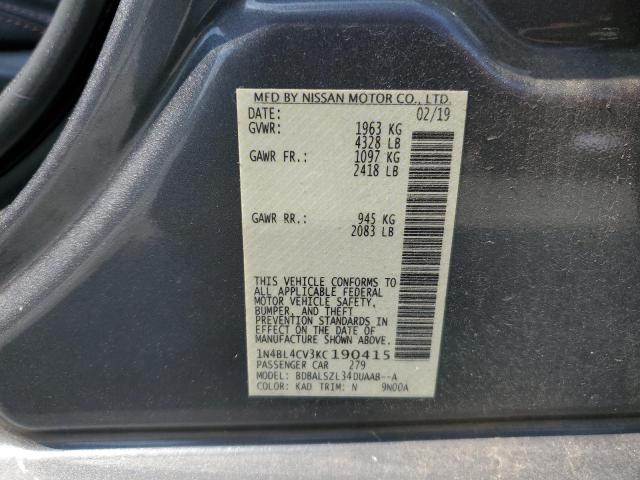 MFD BY NISSAN MOTOR CO., LTD.
DATE: 02/19
GVWR: 1963 KG
4328 LB
GAWR FR.: 1097 KG
2418 LB
GAWR RR.: 945 KG
2083 LB
THIS VEHICLE CONFORMS TO
ALL APPLICABLE FEDERAL
MOTOR VEHICLE SAFETY,
BUMPER, AND THEFT
PREVENTION STANDARDS IN
EFFECT ON THE DATE OF
MANUFACTURE SHOWN ABOVE.
1N4BL4CV3KC190415
PASSENGER CAR 279
MODEL: BDBALSZL34DUAAB--A
COLOR: KAD TRIM: N 9N00A